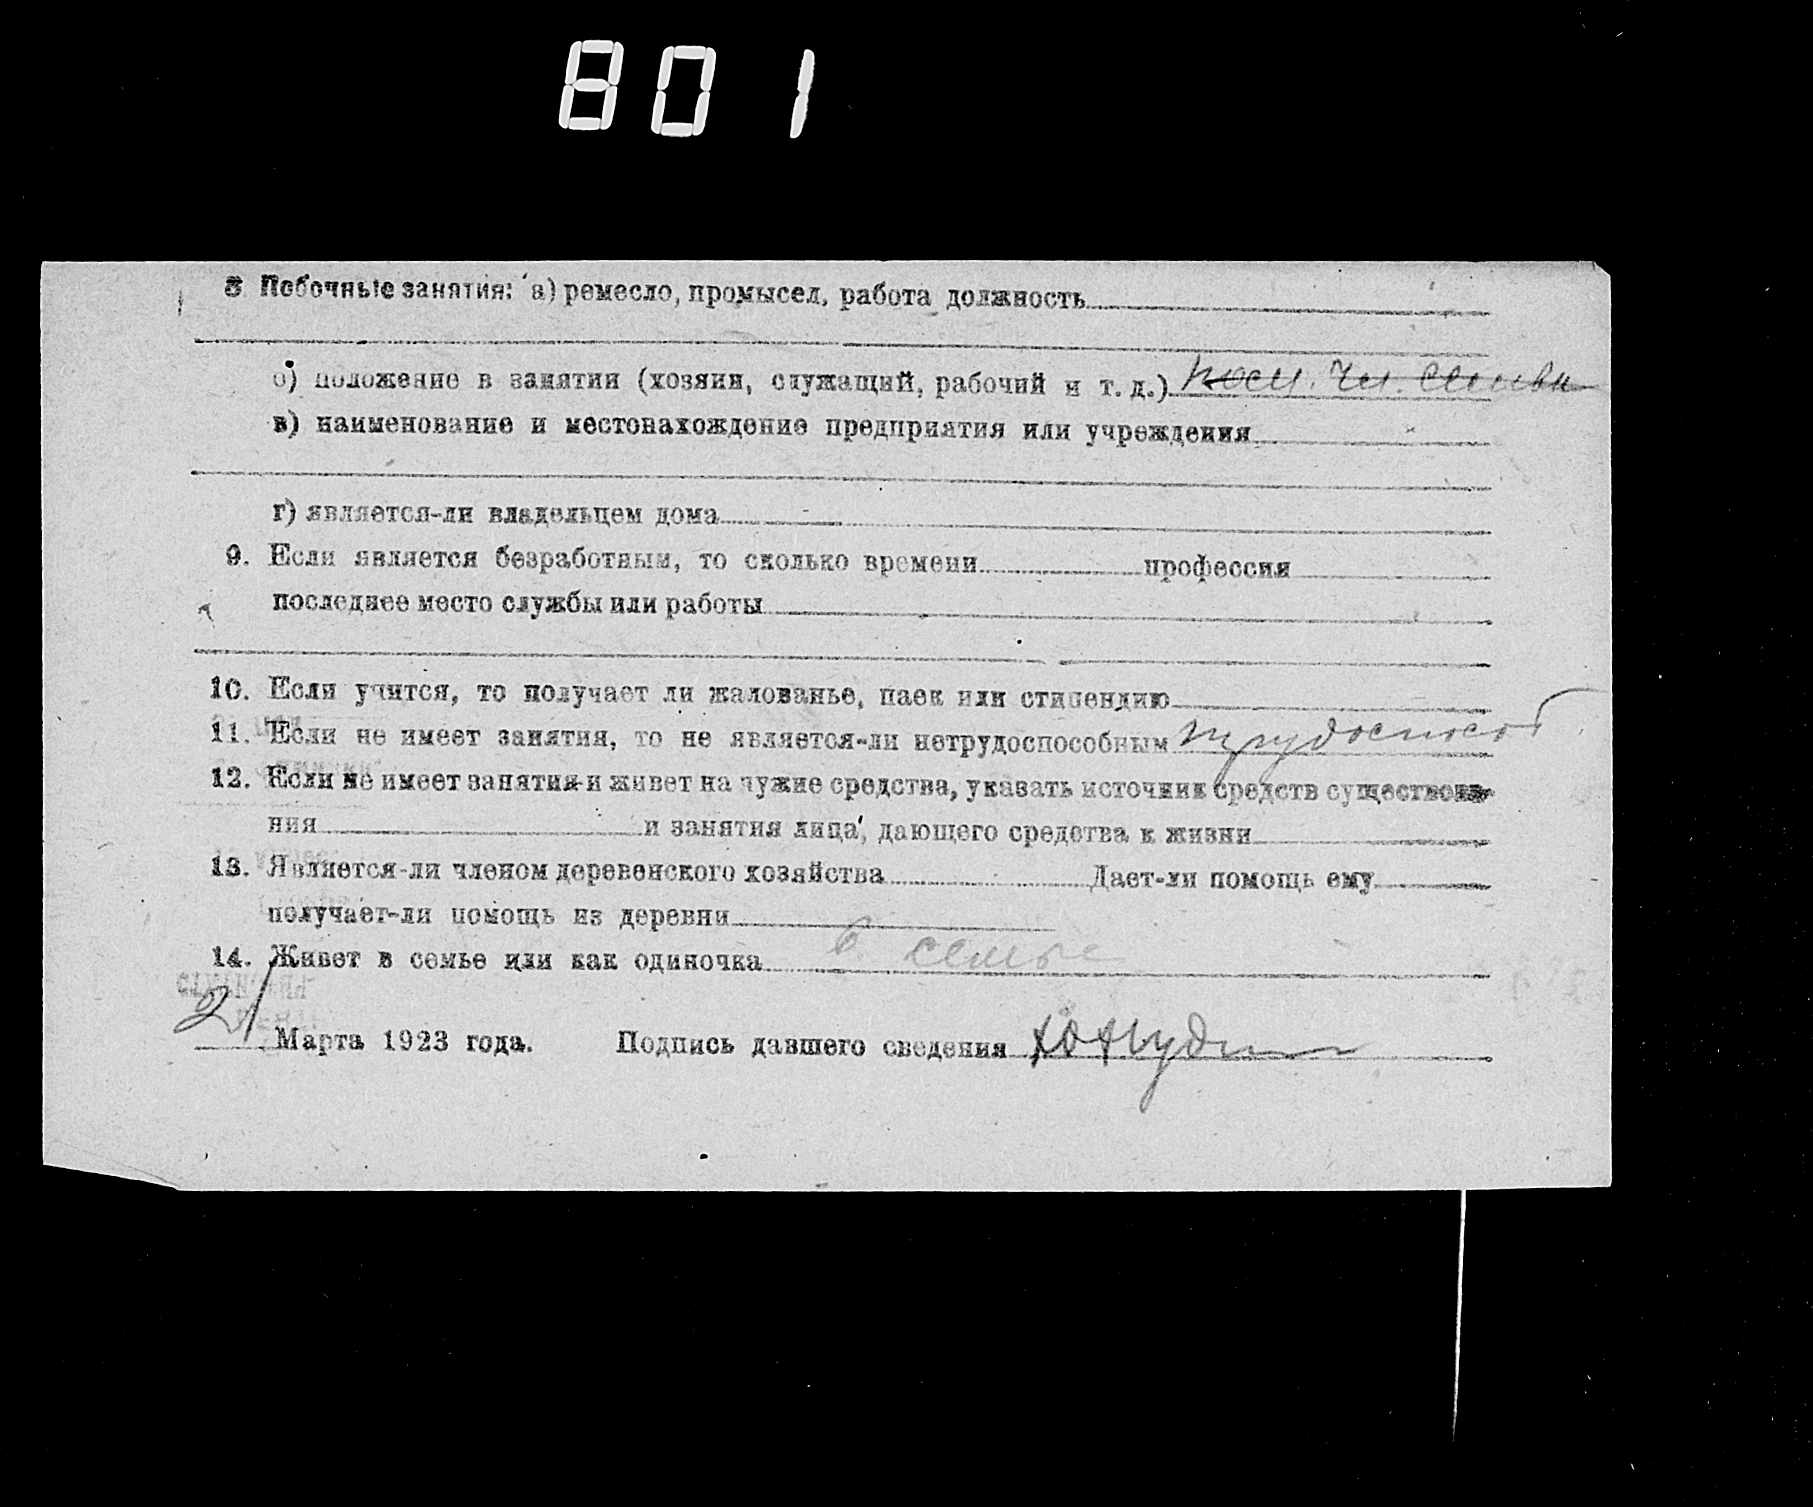 801
8 Побочные занятия: а) ремесло, промысел, работа должность
б) положение в занятии (хозяин, служащий, рабочий и т. д.) чл. семьи
в) наименование и местонахождение предприятия или учреждения
г) является-ли владельцем дома
9. Если является безработным, то сколько времени профессия
последнее место службы или работы
10. Если учится, то получает ли жалованье, паек или стипендию
11. Если не имеет занятия, то не является-ли нетрудоспособным трудоспособ.
12. Если не имеет занятия и живет на чужие средства, указать источник средств существова-
ния и занятия лица, дающего средства к жизни
13. Является-ли членом деревенского хозяйства Дает-ли помощь ему
получает-ли помощь из деревни
14. Живет в семье или как одиночка в семье
21 Марта 1923 года. Подпись давшего сведения